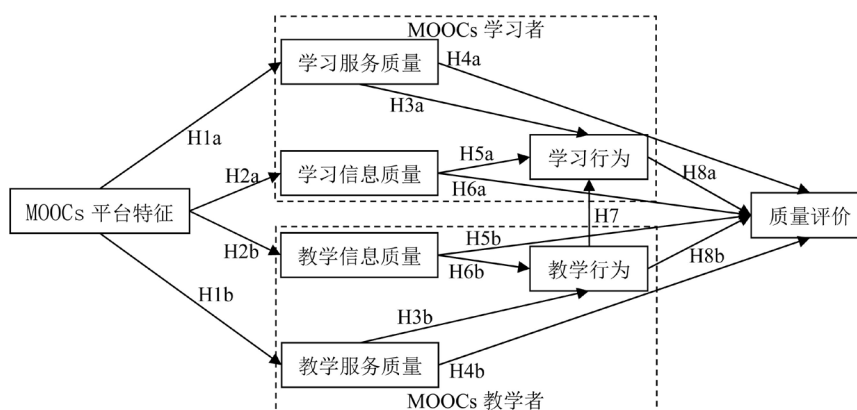 MOOCs 学习者
学习服务质量
H4a
H3a
H1a
H5a
学习行为
H2a
学习信息质量
H8a
H6a
MOOCs 平台特征
H7
质量评价
H5b
H2b
教学信息质量
教学行为
H6b
H8b
H1b
H3b
教学服务质量
H4b
MOOCs 教学者